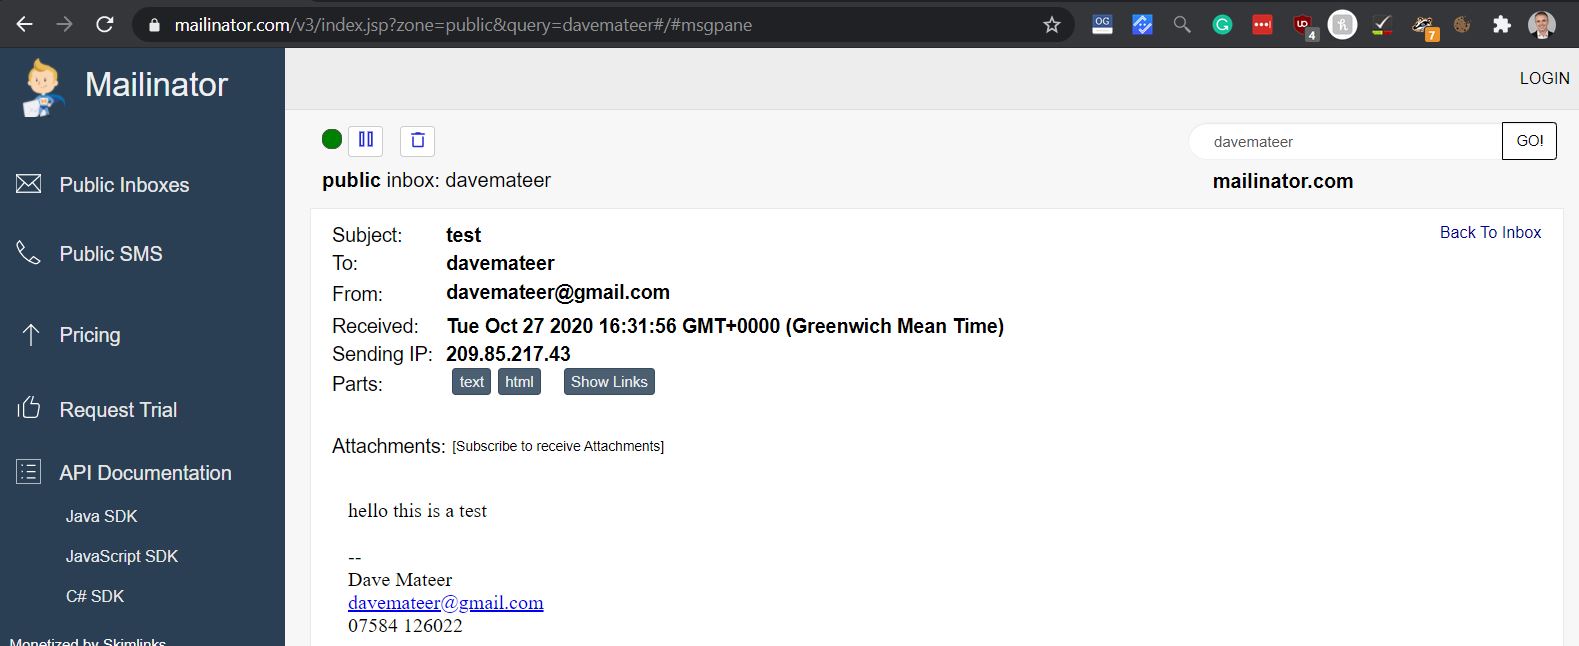 mailinator.com/v3/index.jsp?zone=public&query=davemateer#/#msgpane
OG
UD
4
h
7
Mailinator
LOGIN
davemateer
GO!
public inbox: davemateer
mailinator.com
Public Inboxes
Public SMS
Pricing
Request Trial
API Documentation
Java SDK
JavaScript SDK
C# SDK
Monetized by Skimlinks
Subject: test
Back To Inbox
To: davemateer
From: davemateer@gmail.com
Received: Tue Oct 27 2020 16:31:56 GMT+0000 (Greenwich Mean Time)
Sending IP: 209.85.217.43
Parts: text html Show Links
Attachments: [Subscribe to receive Attachments]
hello this is a test
--
Dave Mateer
davemateer@gmail.com
07584 126022